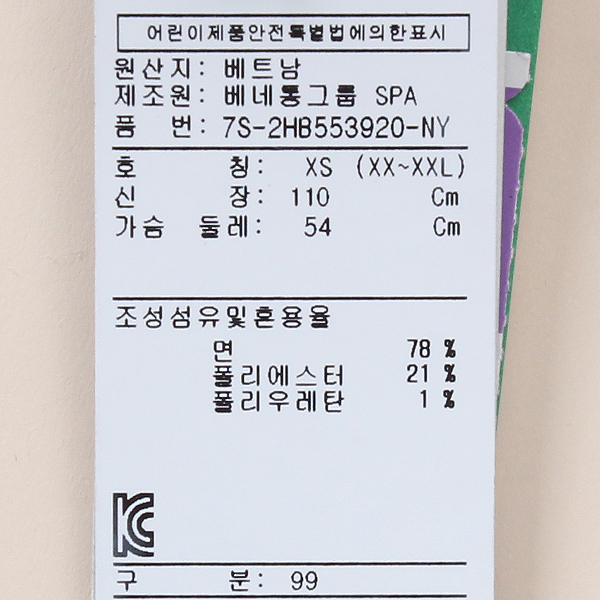 어린이제품안전특별법에의한표시
원산지: 베트남
제조원: 베네통그룹 SPA
품 번: 7S-2HB553920-NY
호 칭: XS (XX~XXL)
신 장: 110 Cm
가슴 둘레: 54 Cm
조성섬유및혼용율
면 78 %
폴리에스터 21 %
폴리우레탄 1 %
KC
구 분: 99